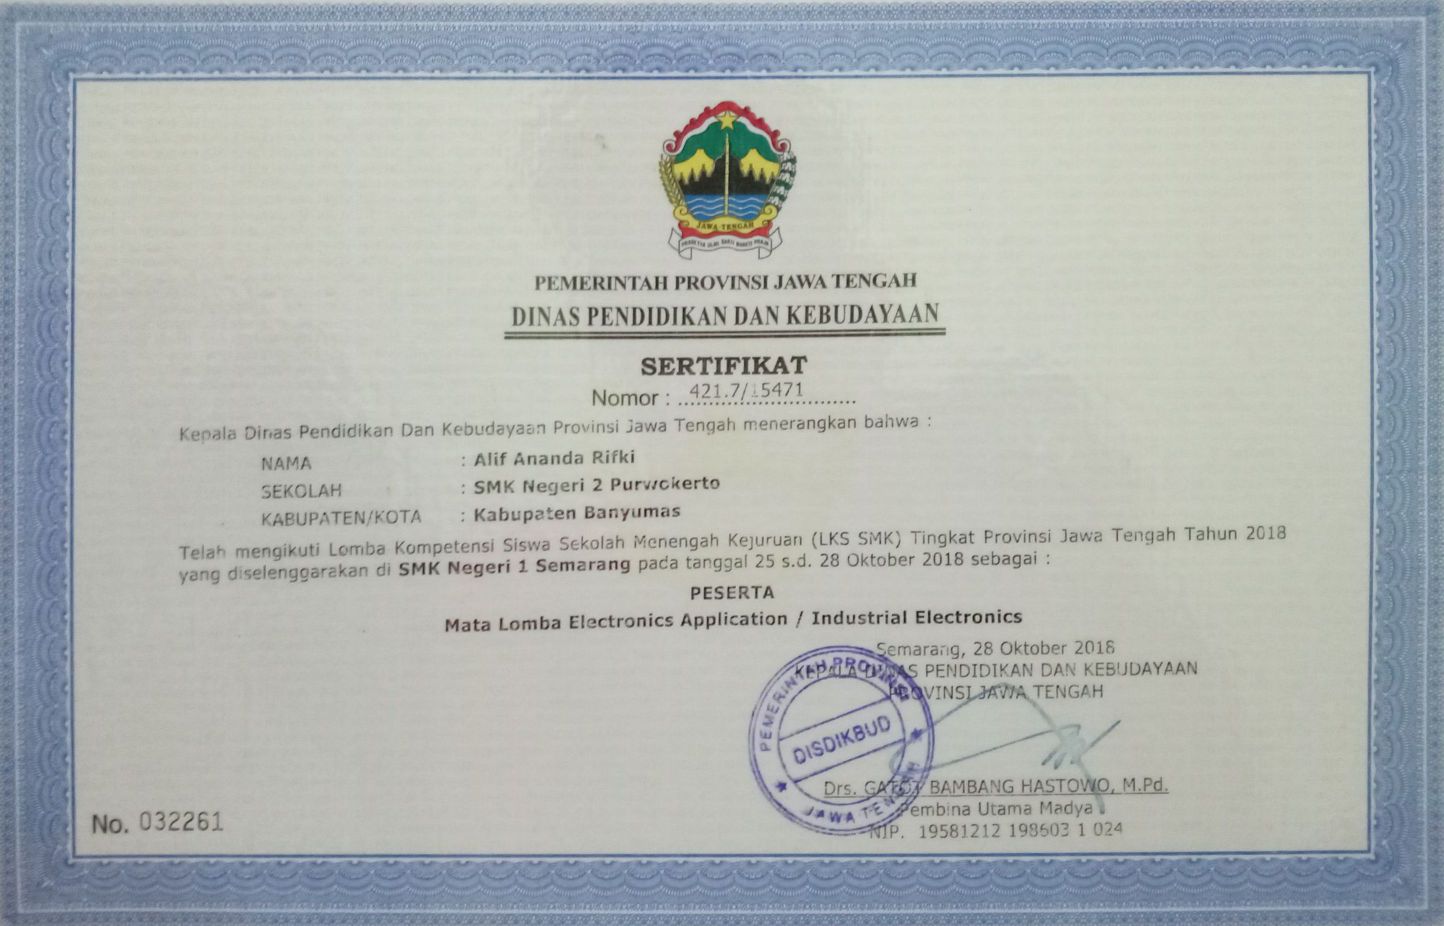 JAWA TENGAH
PEMERINTAH PROVINSI JAWA TENGAH
DINAS PENDIDIKAN DAN KEBUDAYAAN
SERTIFIKAT
Nomor : 421.7/15471
Kepala Dinas Pendidikan Dan Kebudayaan Provinsi Jawa Tengah menerangkan bahwa :
NAMA : Alif Ananda Rifki
SEKOLAH : SMK Negeri 2 Purwokerto
KABUPATEN/KOTA : Kabupaten Banyumas
Telah mengikuti Lomba Kompetensi Siswa Sekolah Menengah Kejuruan (LKS SMK) Tingkat Provinsi Jawa Tengah Tahun 2018
yang diselenggarakan di SMK Negeri 1 Semarang pada tanggal 25 s.d. 28 Oktober 2018 sebagai :
PESERTA
Mata Lomba Electronics Application / Industrial Electronics
Semarang, 28 Oktober 2018
KEPALA DINAS PENDIDIKAN DAN KEBUDAYAAN
PROVINSI JAWA TENGAH
PEMERINTAH PROVINSI
DISDIKBUD
JAWA TENGAH
Drs. GATOT BAMBANG HASTOWO, M.Pd.
Pembina Utama Madya
NIP. 19581212 198603 1 024
No. 032261